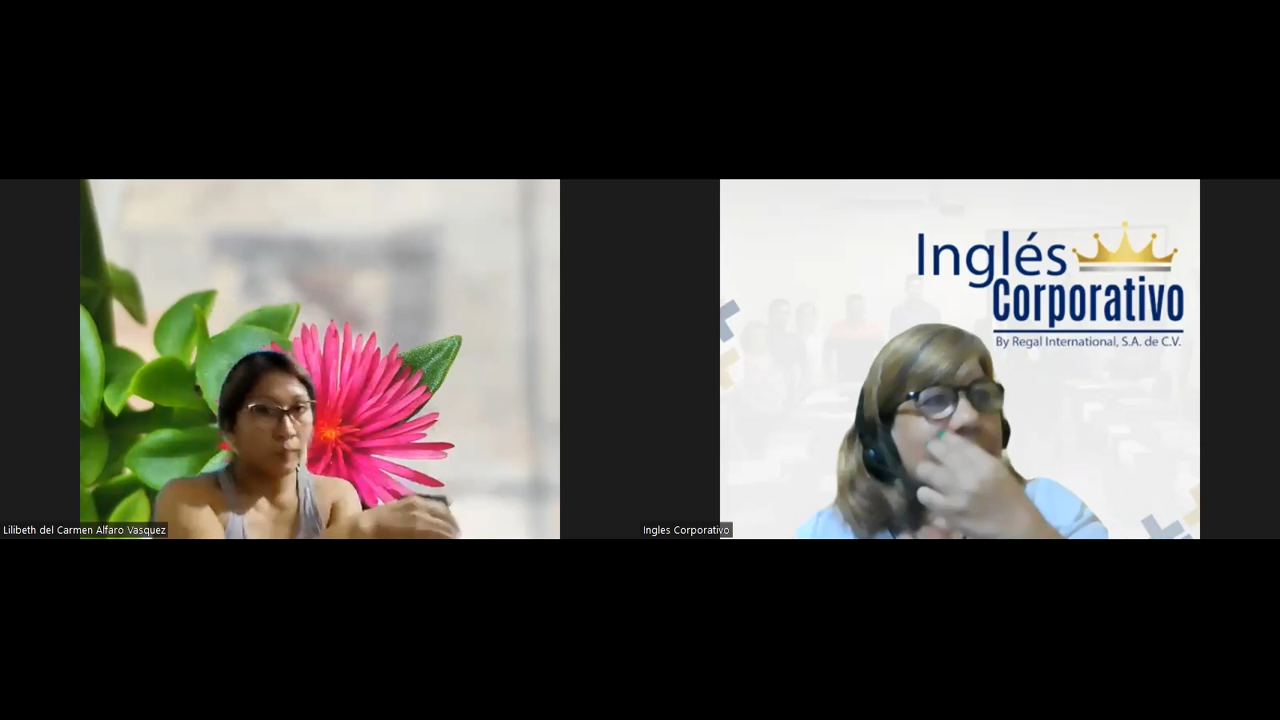 Inglés
Corporativo
By Regal International, S.A. de C.V.
Lilibeth del Carmen Alfaro Vasquez
Ingles Corporativo